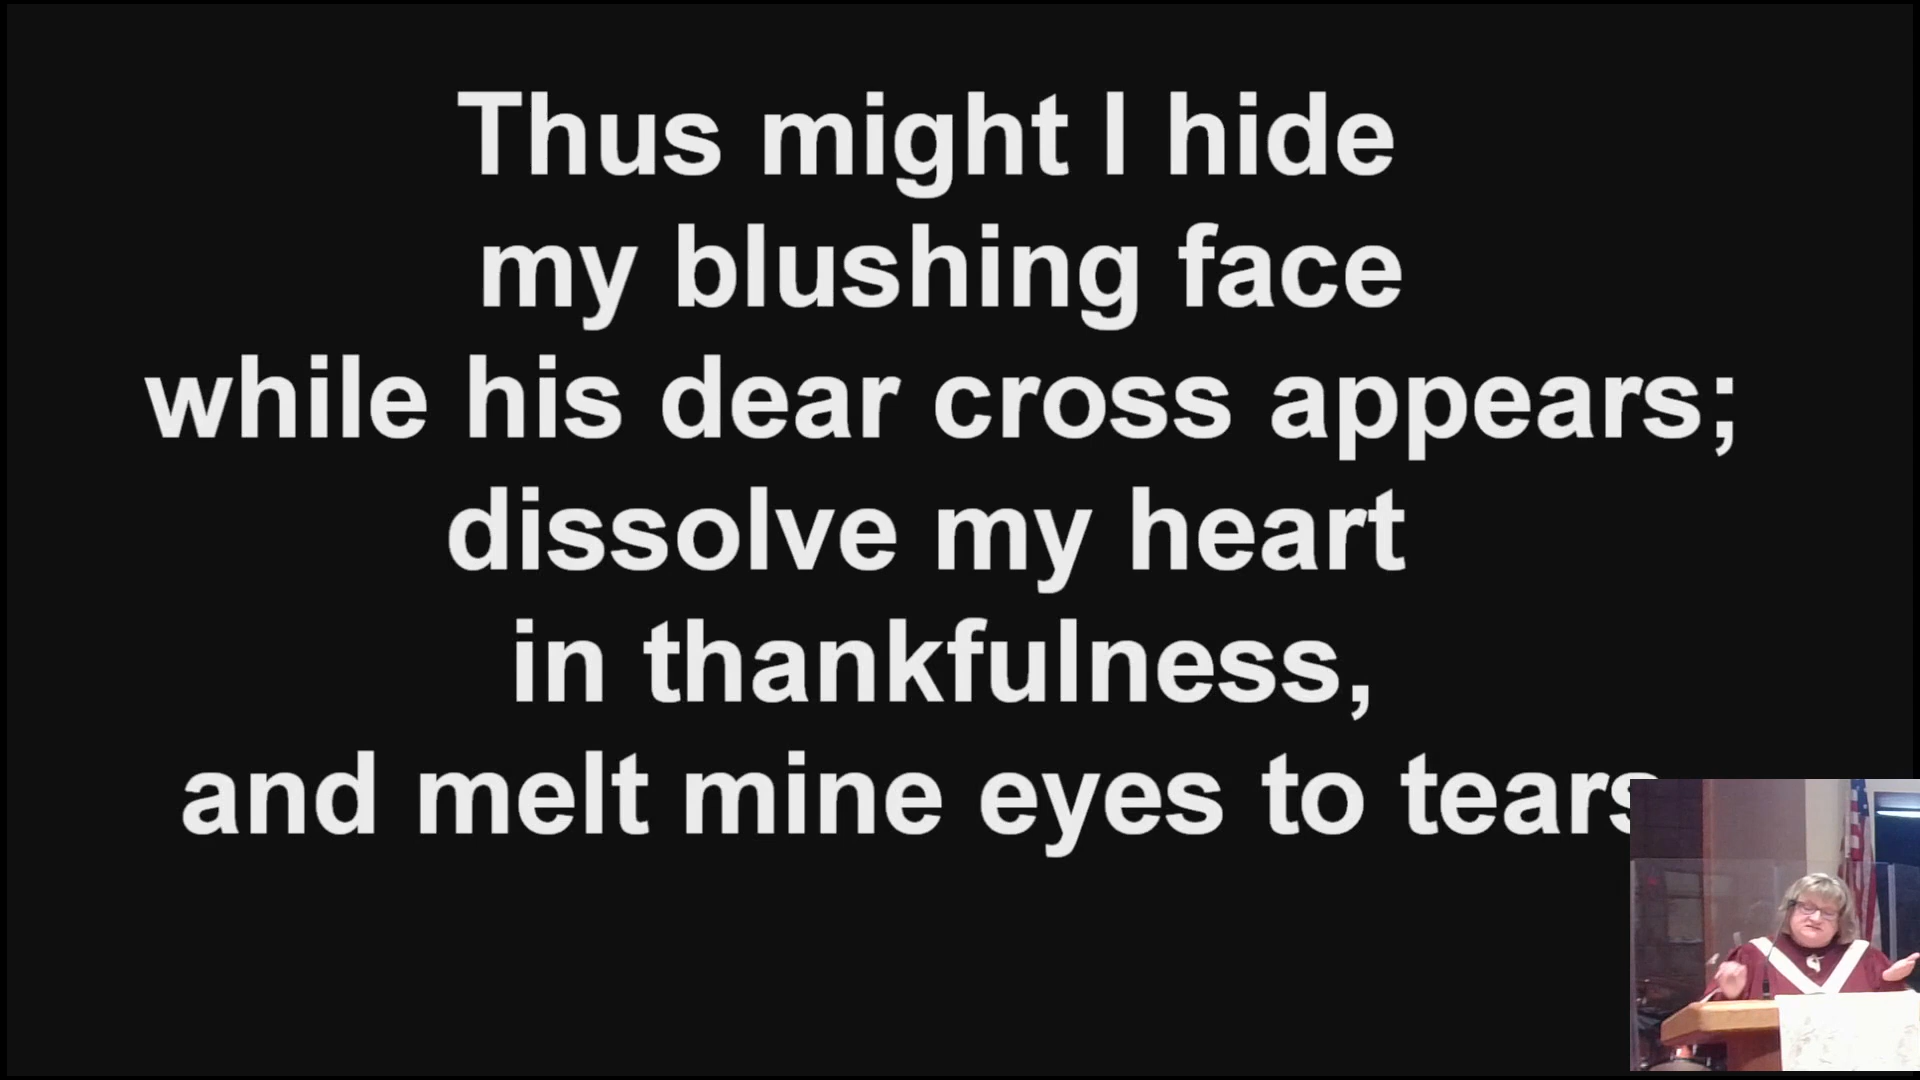 Thus might I hide
my blushing face
while his dear cross appears;
dissolve my heart
in thankfulness,
and melt mine eyes to tears